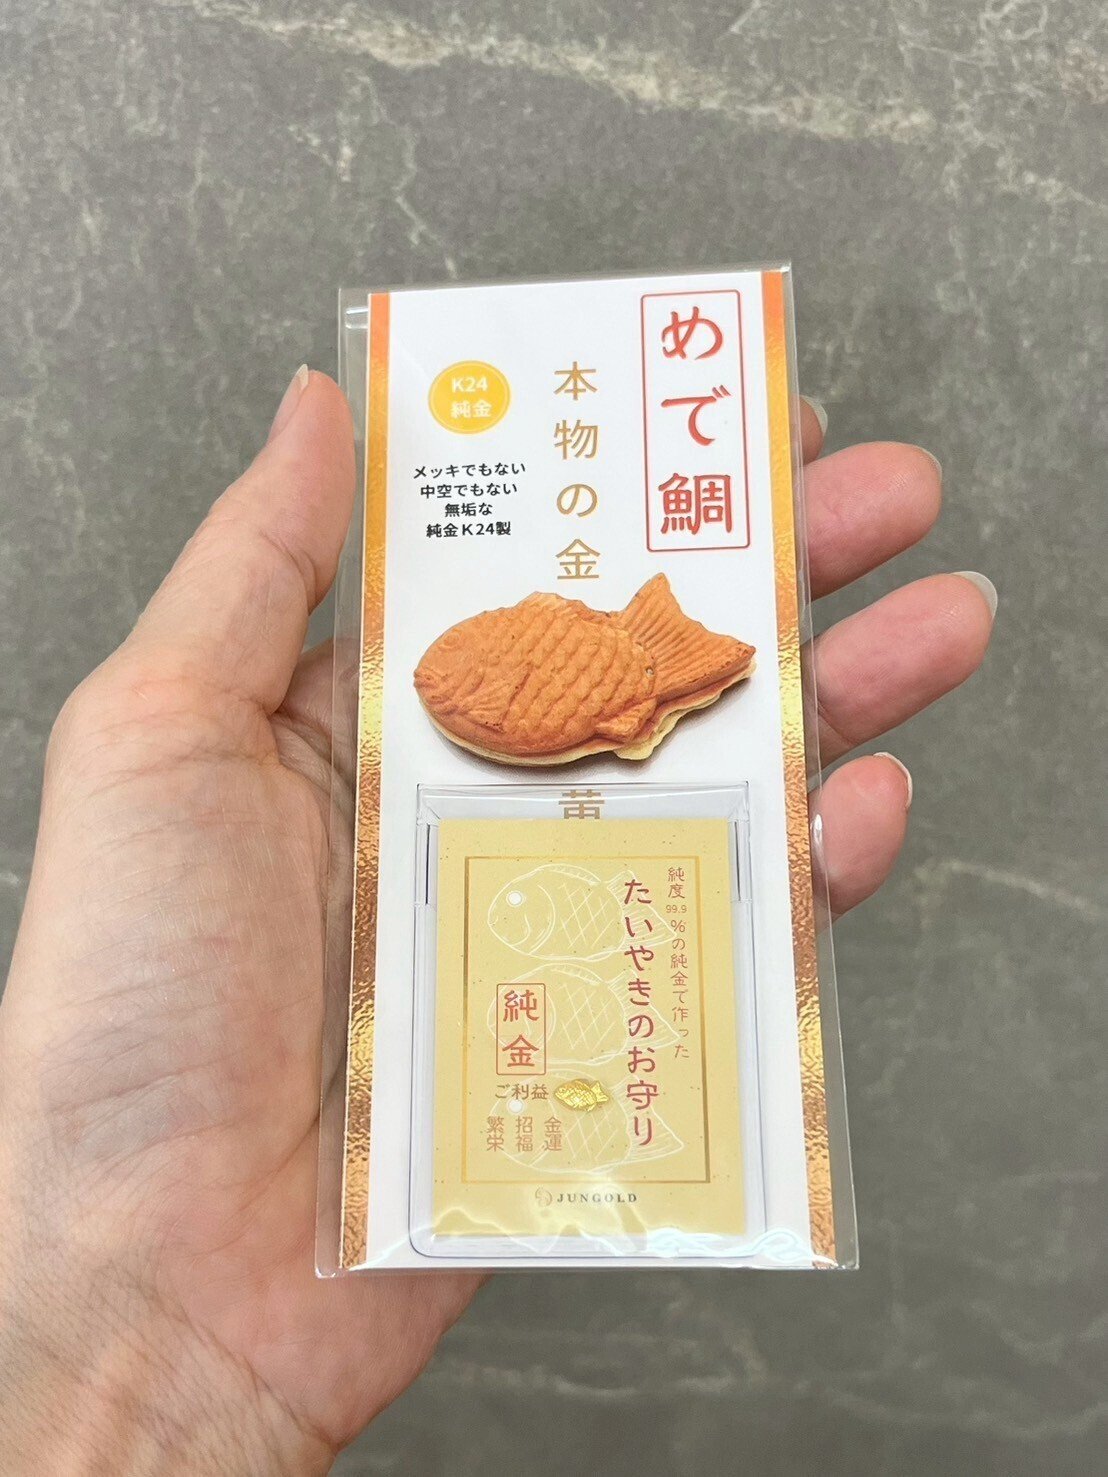 めで鯛
本物の金
K24
純金
メッキでもない
中空でもない
無垢な
純金K24製
純度99.9%の純金で作った
たいやきのお守り
純金
ご利益
金運
招福
繁栄
JUNGOLD